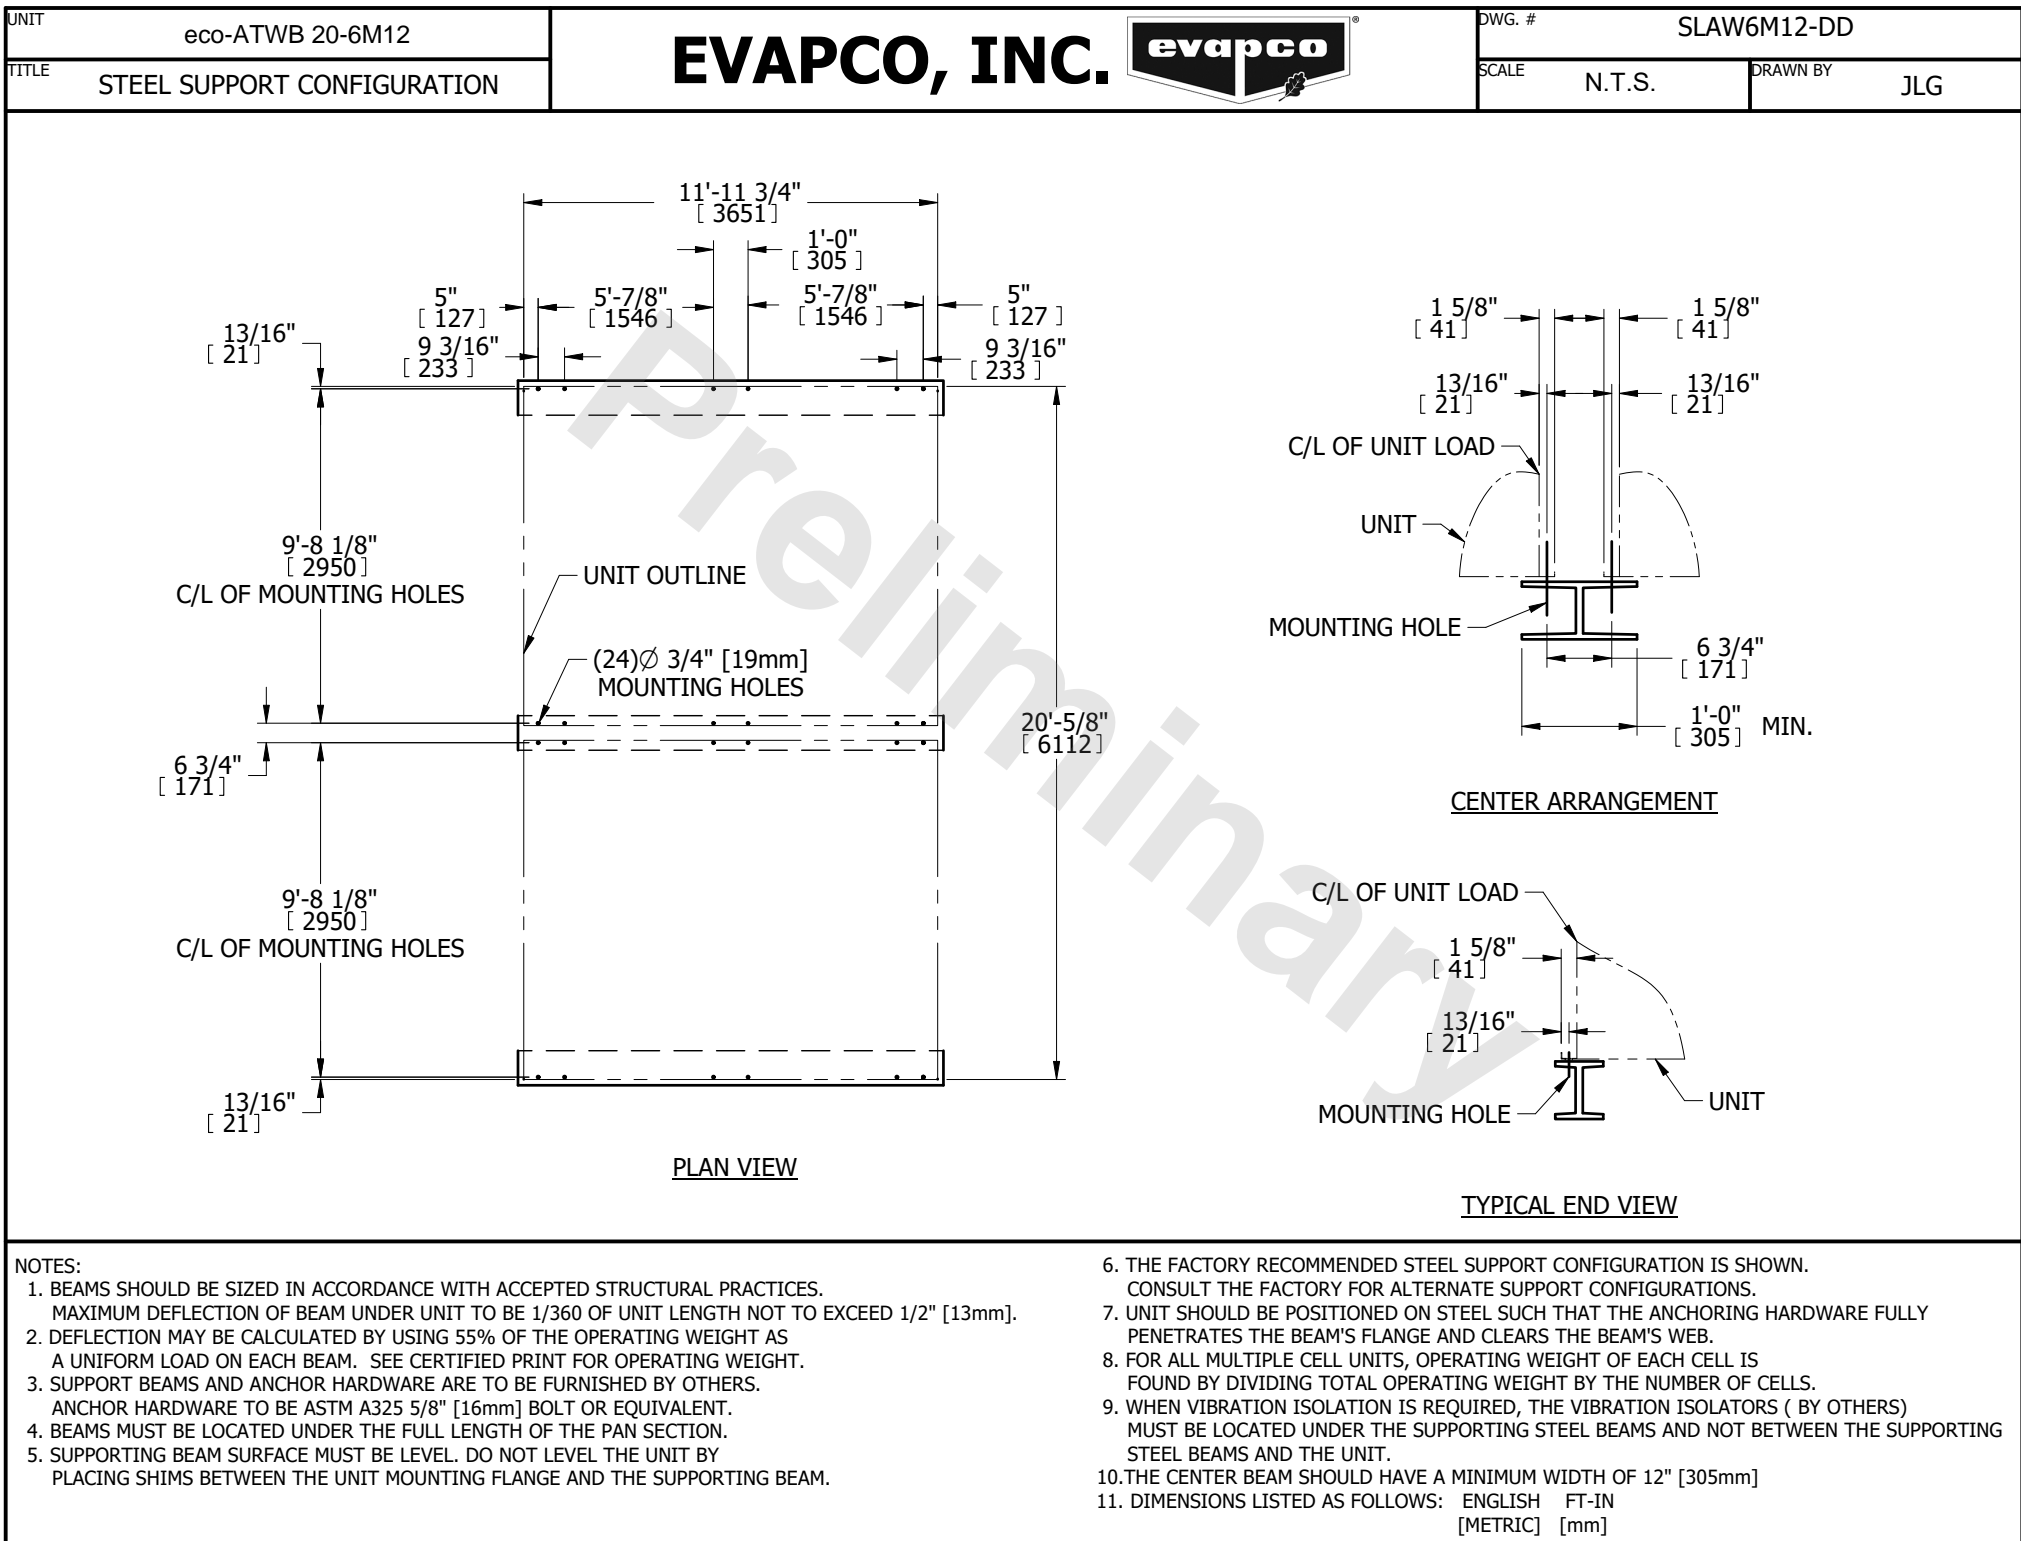 UNIT
eco-ATWB 20-6M12
TITLE
STEEL SUPPORT CONFIGURATION
EVAPCO, INC.
evapco
®
DWG. #
SLAW6M12-DD
SCALE
N.T.S.
DRAWN BY
JLG
11'-11 3/4"
[ 3651]
1'-0"
[ 305 ]
5"
[ 127]
5'-7/8"
[ 1546 ]
5'-7/8"
[ 1546 ]
5"
[ 127 ]
13/16"
[ 21]
9 3/16"
[ 233 ]
9 3/16"
[ 233 ]
9'-8 1/8"
[ 2950]
C/L OF MOUNTING HOLES
UNIT OUTLINE
(24)∅ 3/4" [19mm]
MOUNTING HOLES
6 3/4"
[ 171]
20'-5/8"
[ 6112]
9'-8 1/8"
[ 2950]
C/L OF MOUNTING HOLES
13/16"
[ 21]
PLAN VIEW
1 5/8"
[ 41]
1 5/8"
[ 41]
13/16"
[ 21]
13/16"
[ 21]
C/L OF UNIT LOAD
UNIT
MOUNTING HOLE
6 3/4"
[ 171]
1'-0"
[ 305] MIN.
CENTER ARRANGEMENT
C/L OF UNIT LOAD
1 5/8"
[ 41]
13/16"
[ 21]
MOUNTING HOLE
UNIT
TYPICAL END VIEW
Preliminary
NOTES:
1. BEAMS SHOULD BE SIZED IN ACCORDANCE WITH ACCEPTED STRUCTURAL PRACTICES.
MAXIMUM DEFLECTION OF BEAM UNDER UNIT TO BE 1/360 OF UNIT LENGTH NOT TO EXCEED 1/2" [13mm].
2. DEFLECTION MAY BE CALCULATED BY USING 55% OF THE OPERATING WEIGHT AS
A UNIFORM LOAD ON EACH BEAM. SEE CERTIFIED PRINT FOR OPERATING WEIGHT.
3. SUPPORT BEAMS AND ANCHOR HARDWARE ARE TO BE FURNISHED BY OTHERS.
ANCHOR HARDWARE TO BE ASTM A325 5/8" [16mm] BOLT OR EQUIVALENT.
4. BEAMS MUST BE LOCATED UNDER THE FULL LENGTH OF THE PAN SECTION.
5. SUPPORTING BEAM SURFACE MUST BE LEVEL. DO NOT LEVEL THE UNIT BY
PLACING SHIMS BETWEEN THE UNIT MOUNTING FLANGE AND THE SUPPORTING BEAM.
6. THE FACTORY RECOMMENDED STEEL SUPPORT CONFIGURATION IS SHOWN.
CONSULT THE FACTORY FOR ALTERNATE SUPPORT CONFIGURATIONS.
7. UNIT SHOULD BE POSITIONED ON STEEL SUCH THAT THE ANCHORING HARDWARE FULLY
PENETRATES THE BEAM'S FLANGE AND CLEARS THE BEAM'S WEB.
8. FOR ALL MULTIPLE CELL UNITS, OPERATING WEIGHT OF EACH CELL IS
FOUND BY DIVIDING TOTAL OPERATING WEIGHT BY THE NUMBER OF CELLS.
9. WHEN VIBRATION ISOLATION IS REQUIRED, THE VIBRATION ISOLATORS ( BY OTHERS)
MUST BE LOCATED UNDER THE SUPPORTING STEEL BEAMS AND NOT BETWEEN THE SUPPORTING
STEEL BEAMS AND THE UNIT.
10.THE CENTER BEAM SHOULD HAVE A MINIMUM WIDTH OF 12" [305mm]
11. DIMENSIONS LISTED AS FOLLOWS: ENGLISH FT-IN
[METRIC] [mm]